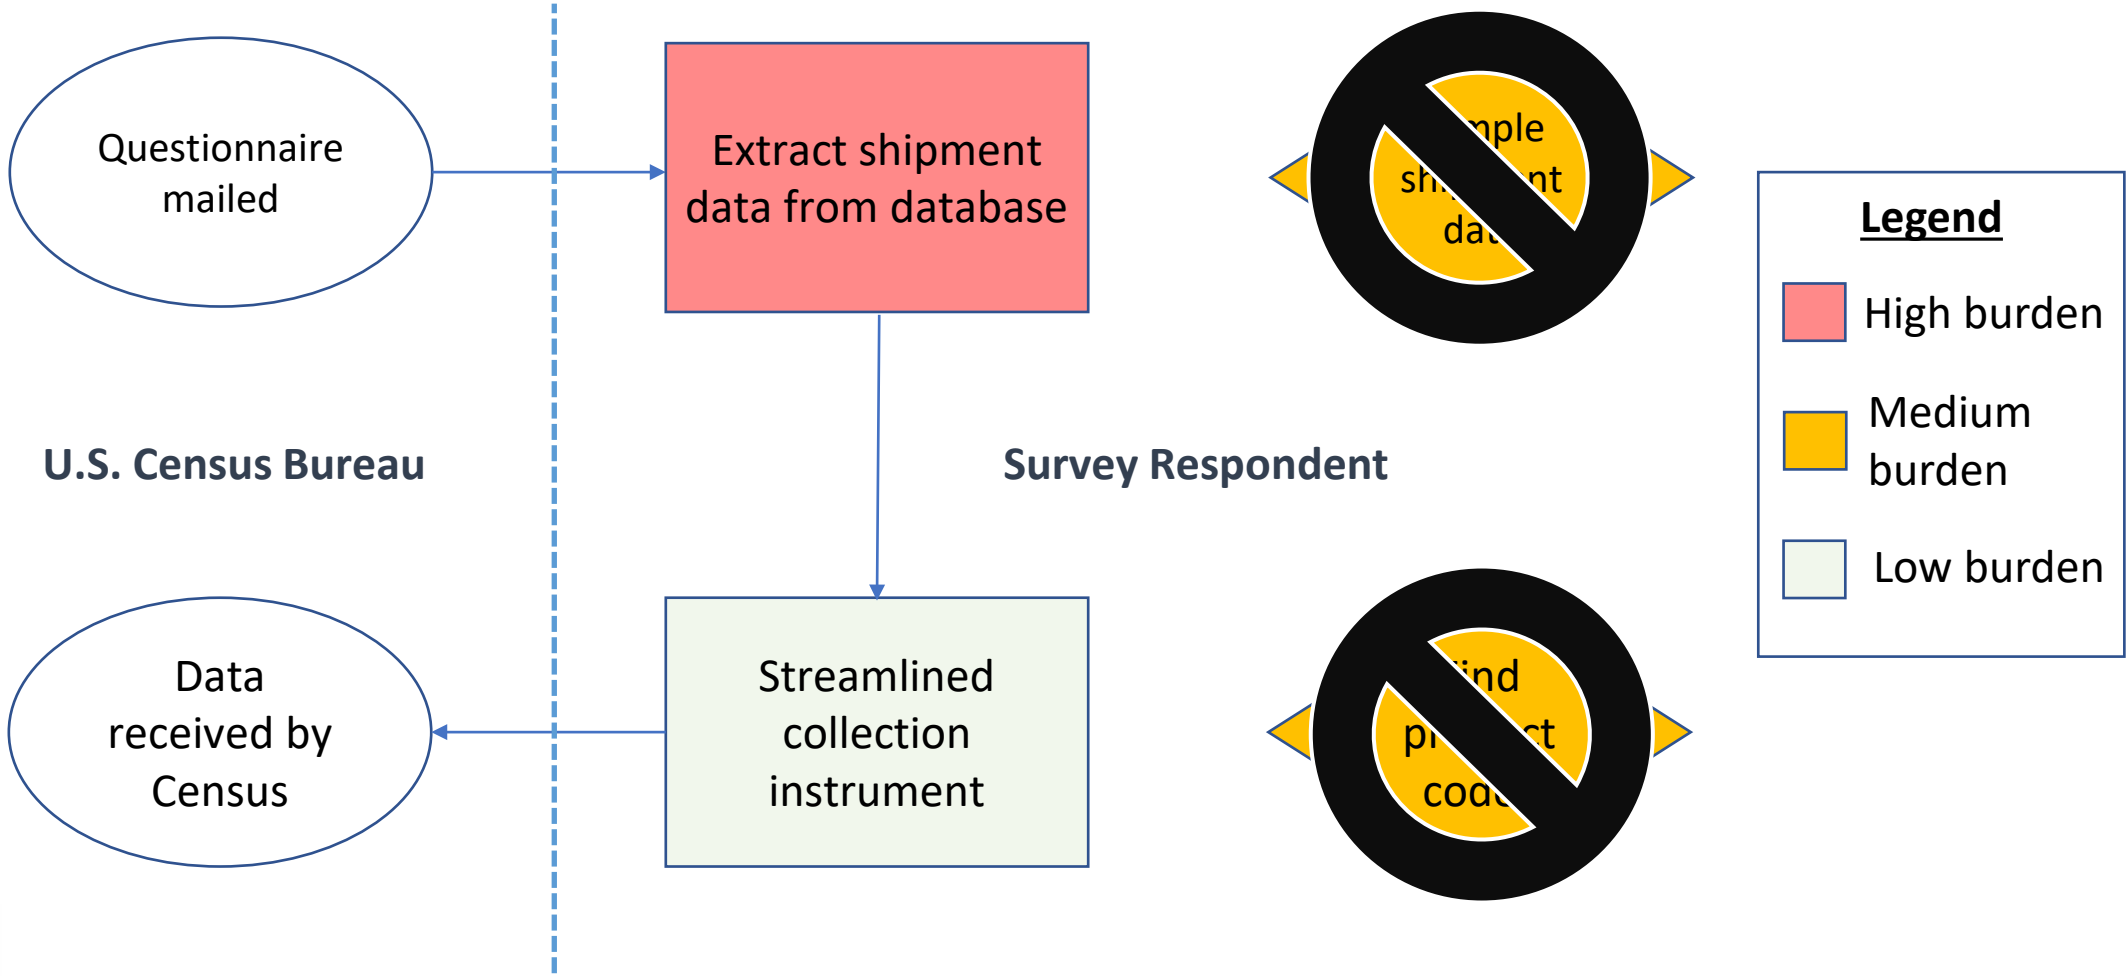 Questionnaire
mailed
Extract shipment
data from database
Legend
High burden
Medium
burden
Low burden
U.S. Census Bureau
Survey Respondent
Data
received by
Census
Streamlined
collection
instrument